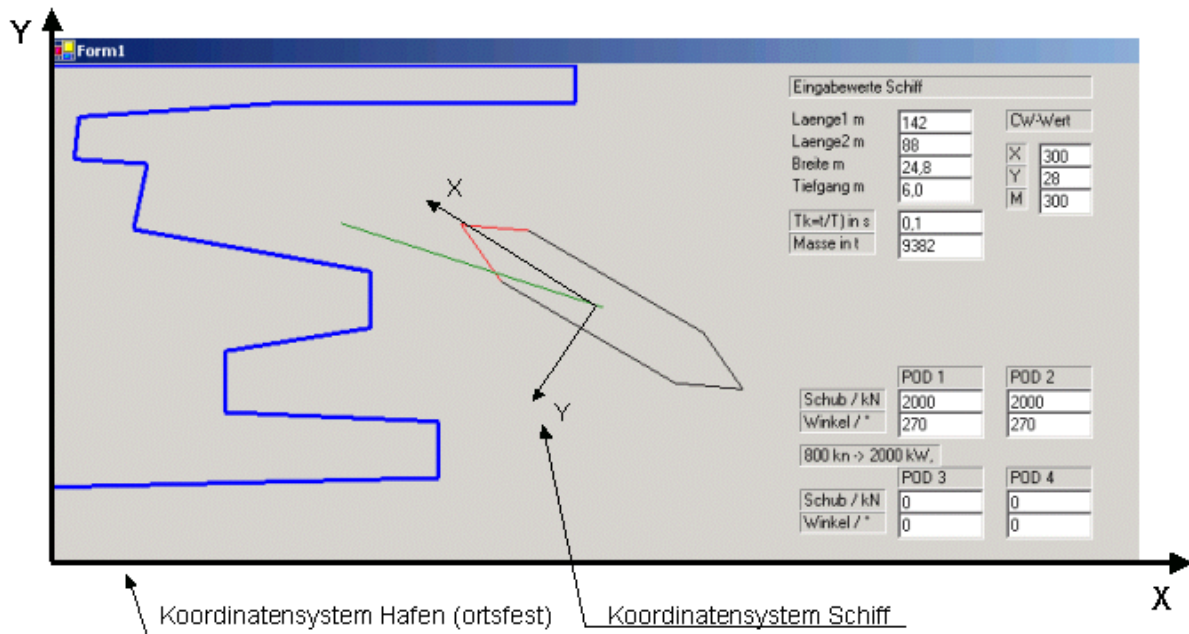 Y
Form1
Eingabewerte Schiff
Laenge1 m 142
Laenge2 m 88
Breite m 24,8
Tiefgang m 6,0
CW-Wert
X 300
Y 28
M 300
Tk=t/T) in s 0,1
Masse in t 9382
X
Y
POD 1 POD 2
Schub / kN 2000 2000
Winkel / ° 270 270
800 kn -> 2000 kW,
POD 3 POD 4
Schub / kN 0 0
Winkel / ° 0 0
X
Koordinatensystem Hafen (ortsfest)
Koordinatensystem Schiff